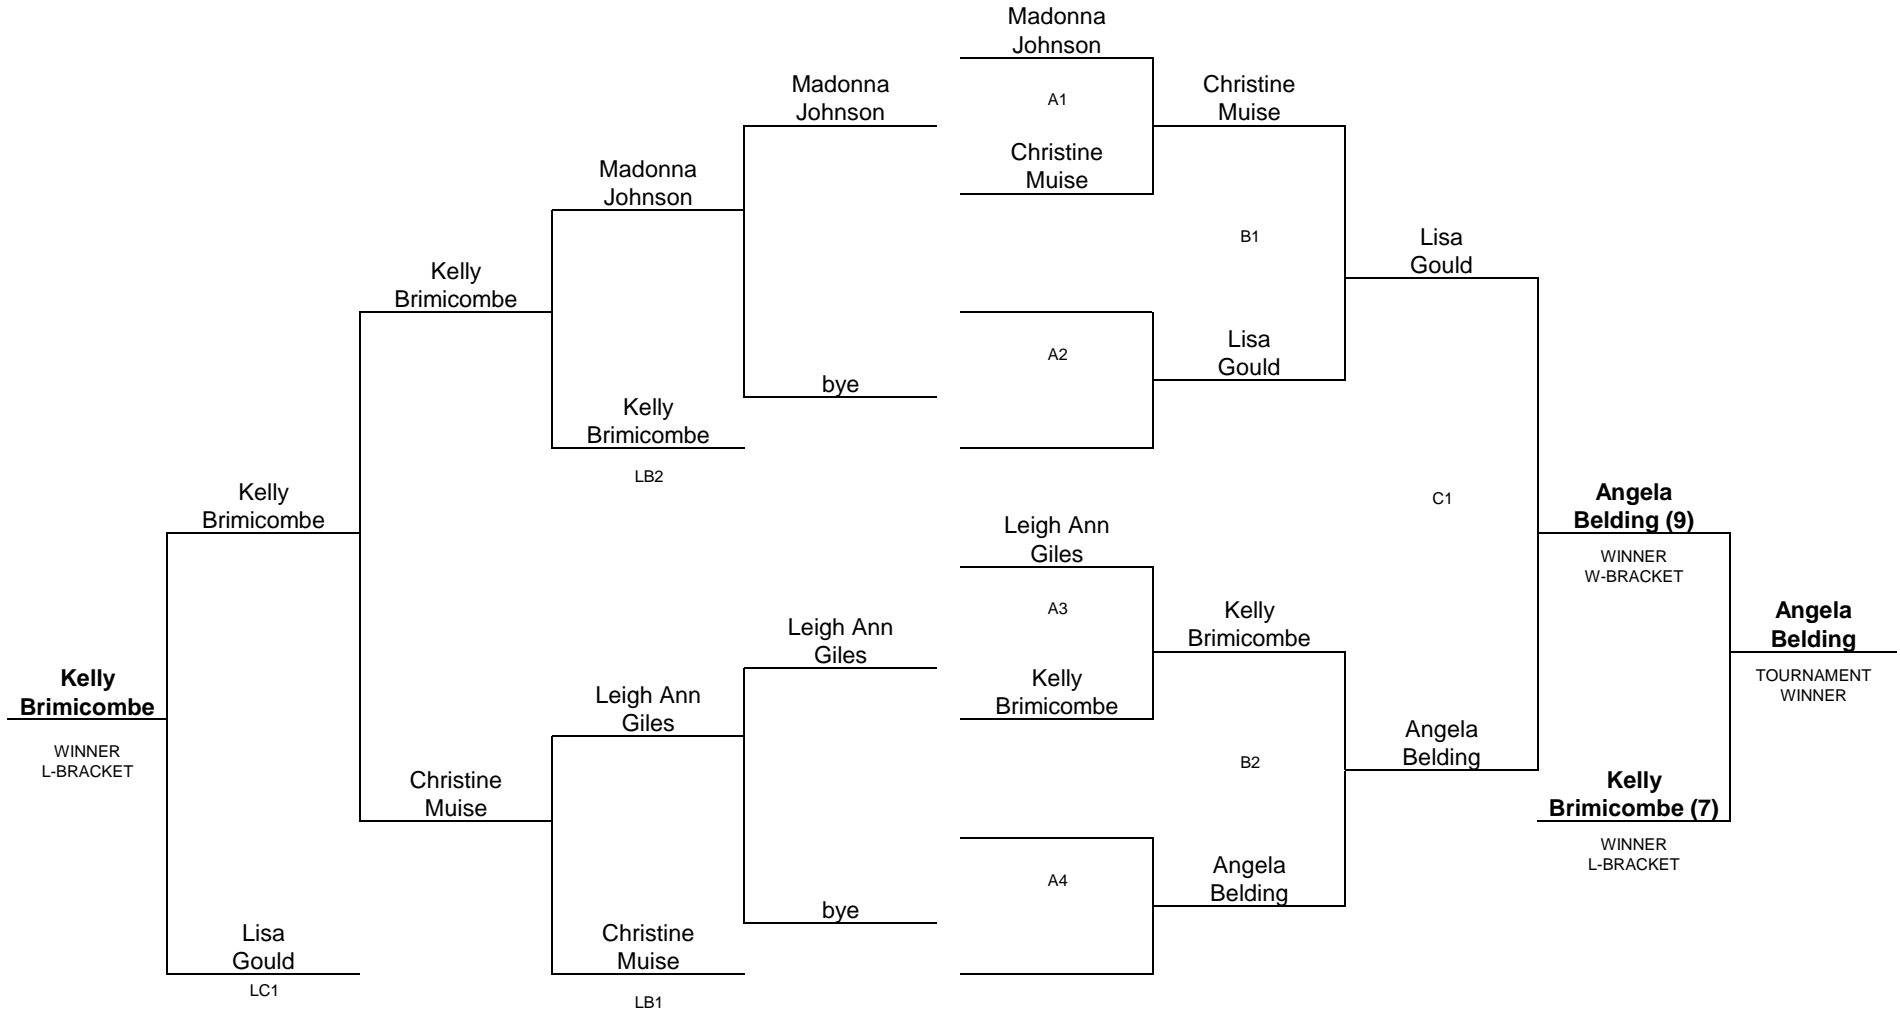 Madonna
Johnson
Madonna
Johnson
A1
Christine
Muise
Christine
Muise
Madonna
Johnson
B1
Lisa
Gould
Kelly
Brimicombe
A2
Lisa
Gould
bye
Kelly
Brimicombe
LB2
Kelly
Brimicombe
C1
Angela
Belding (9)
WINNER
W-BRACKET
Leigh Ann
Giles
A3
Kelly
Brimicombe
Angela
Belding
TOURNAMENT
WINNER
Leigh Ann
Giles
Kelly
Brimicombe
WINNER
L-BRACKET
Leigh Ann
Giles
Kelly
Brimicombe
Angela
Belding
B2
Christine
Muise
Kelly
Brimicombe (7)
WINNER
L-BRACKET
A4
Angela
Belding
bye
Lisa
Gould
LC1
Christine
Muise
LB1